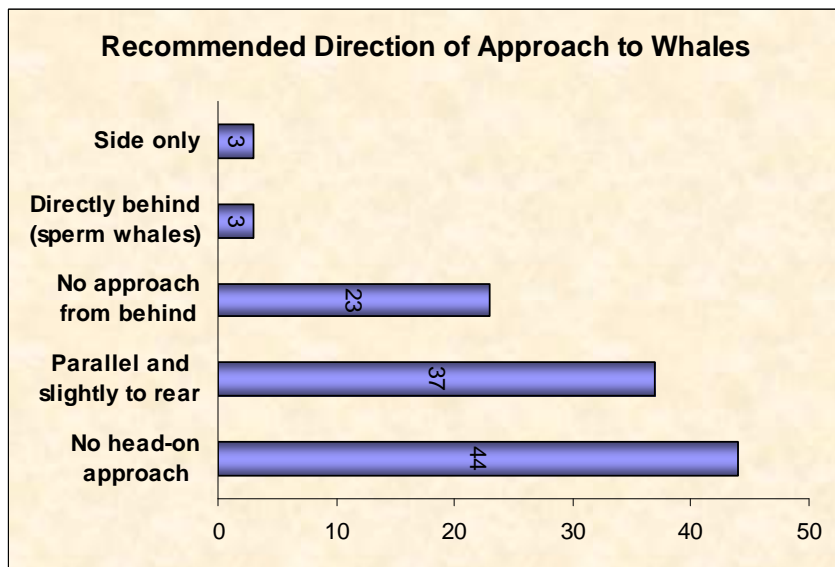 Recommended Direction of Approach to Whales
Side only
3
Directly behind
(sperm whales)
3
No approach
from behind
23
Parallel and
slightly to rear
37
No head-on
approach
44
0 10 20 30 40 50